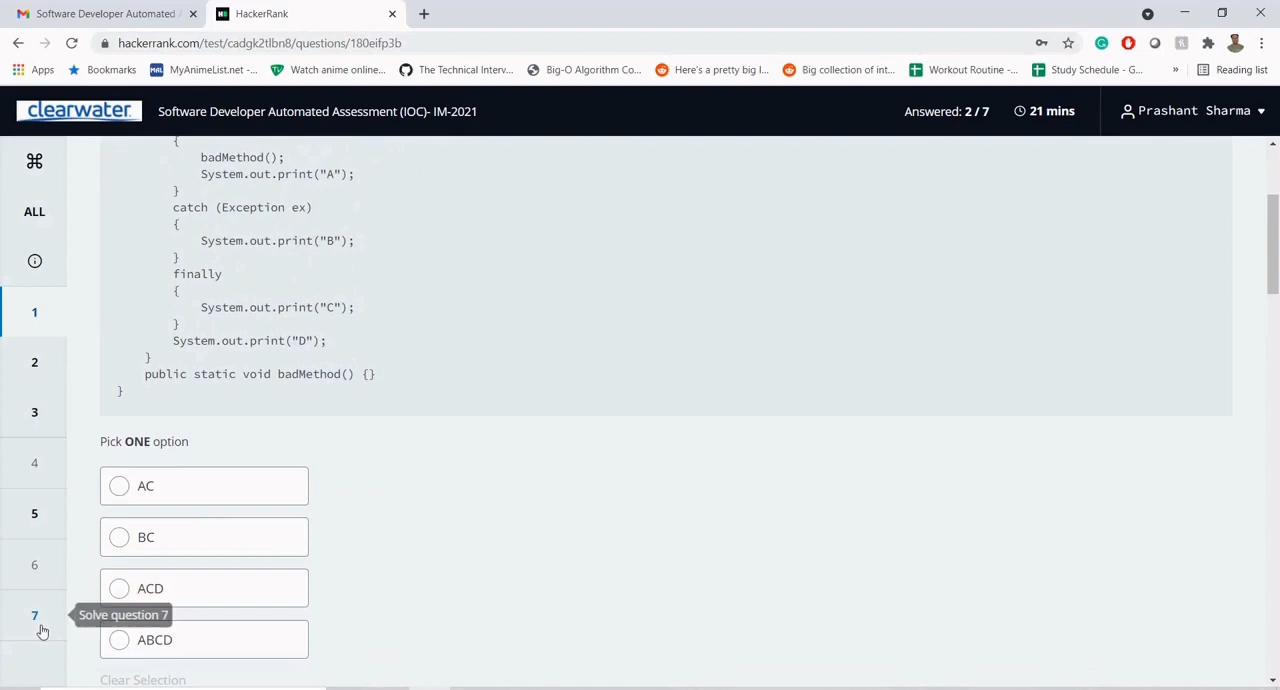 Software Developer Automated
HackerRank
hackerrank.com/test/cadgk2tlbn8/questions/180eifp3b
Apps
Bookmarks
MAL
MyAnimeList.net -...
Watch anime online...
The Technical Interv...
Big-O Algorithm Co...
Here's a pretty big l...
Big collection of int...
Workout Routine -...
Study Schedule - G...
»
Reading list
clearwater
Software Developer Automated Assessment (IOC)- IM-2021
Answered: 2 / 7
21 mins
Prashant Sharma
ALL
1
2
3
4
5
6
7
Solve question 7
{
badMethod();
System.out.print("A");
}
catch (Exception ex)
{
System.out.print("B");
}
finally
{
System.out.print("C");
}
System.out.print("D");
}
public static void badMethod() {}
}
Pick ONE option
AC
BC
ACD
ABCD
Clear Selection